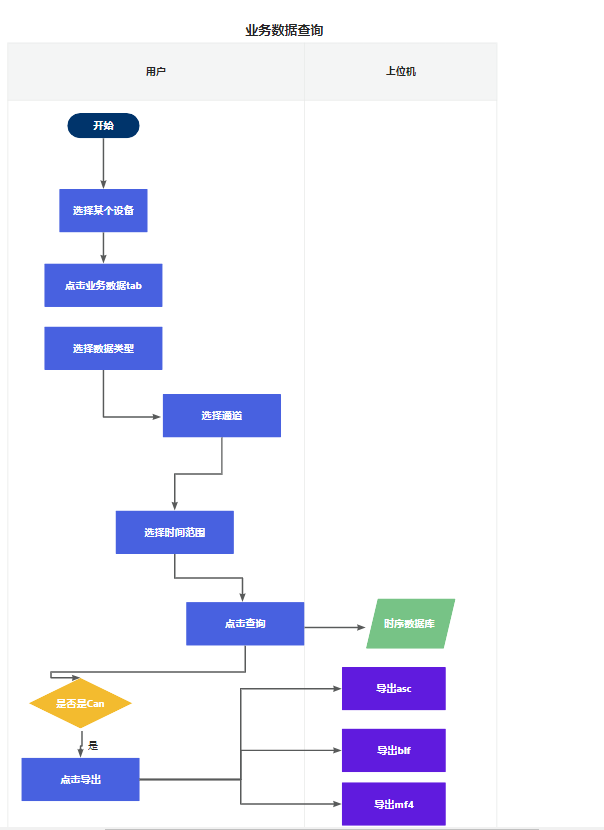 业务数据查询
用户
上位机
开始
选择某个设备
点击业务数据tab
选择数据类型
选择通道
选择时间范围
点击查询
时序数据库
是否是Can
导出asc
是
导出blf
点击导出
导出mf4